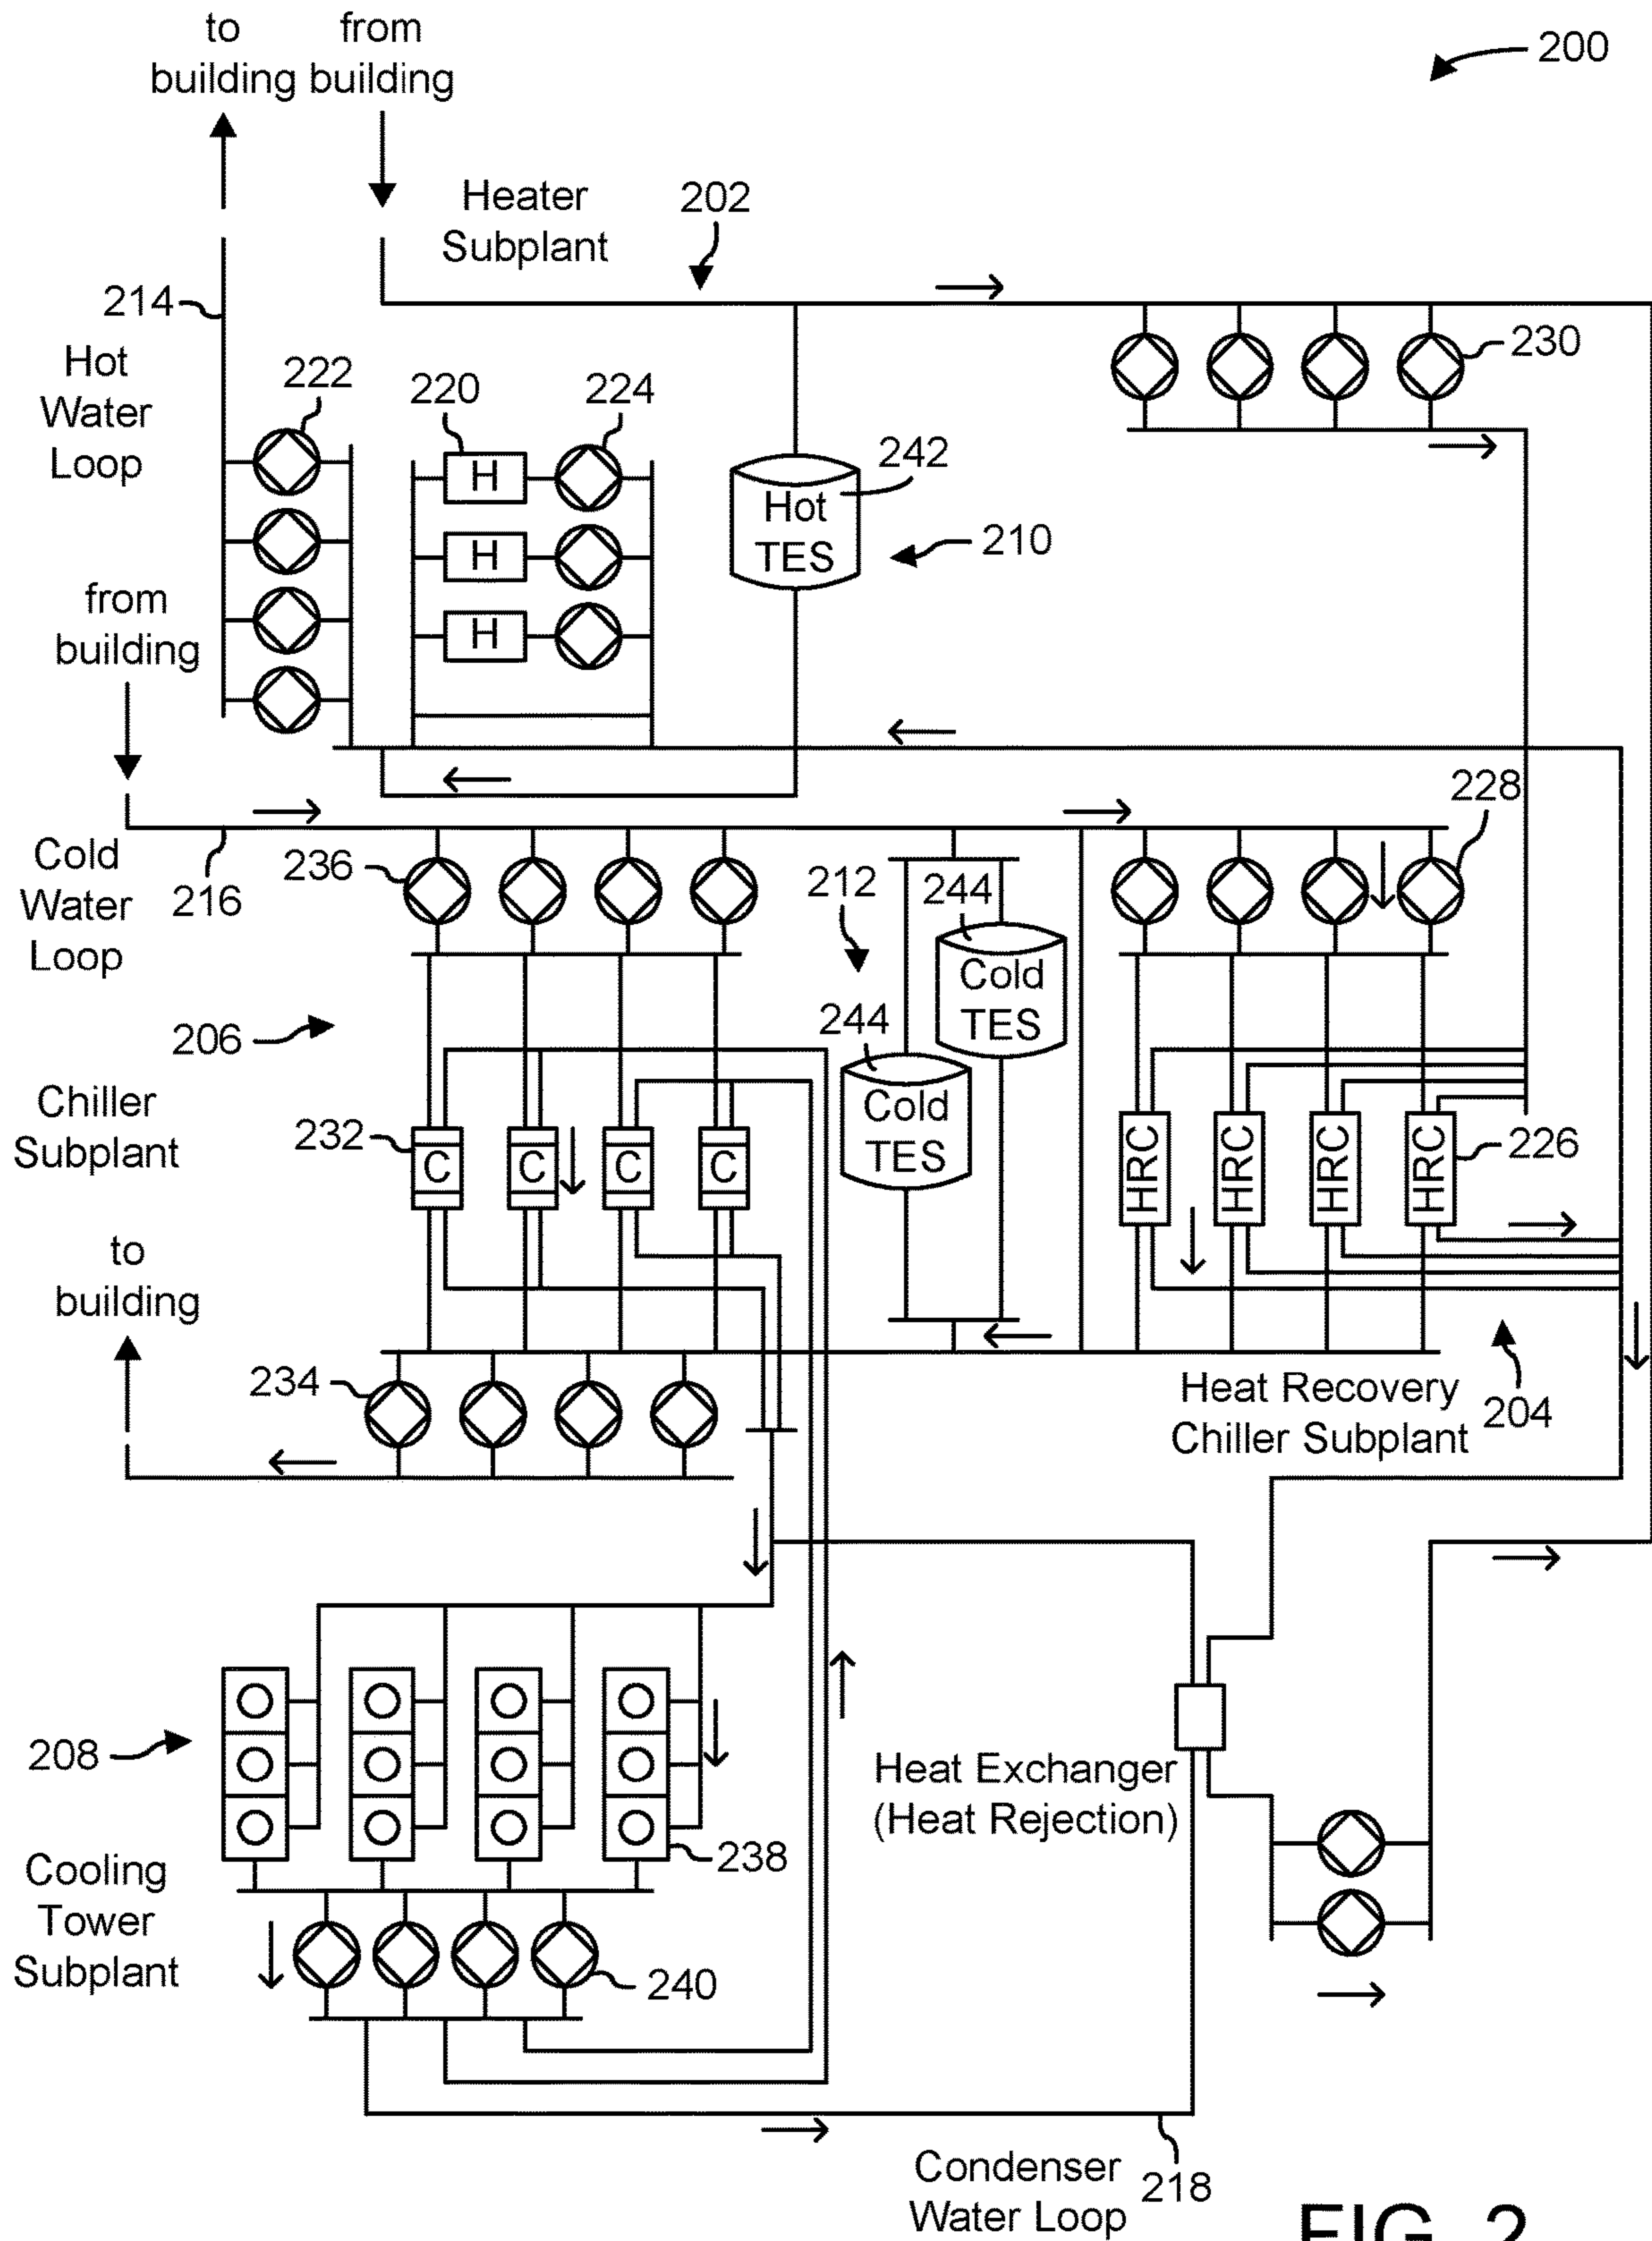 to
building
from
building
200
Heater
Subplant
202
214
Hot
Water
Loop
222
220
224
230
H
H
H
Hot
TES
242
210
from
building
228
Cold
Water
Loop
216
236
212
244
Cold
TES
244
Cold
TES
206
Chiller
Subplant
232
C
C
C
C
HRC
HRC
HRC
HRC
226
to
building
234
Heat Recovery
Chiller Subplant
204
208
Heat Exchanger
(Heat Rejection)
238
Cooling
Tower
Subplant
240
Condenser
Water Loop
218
FIG. 2